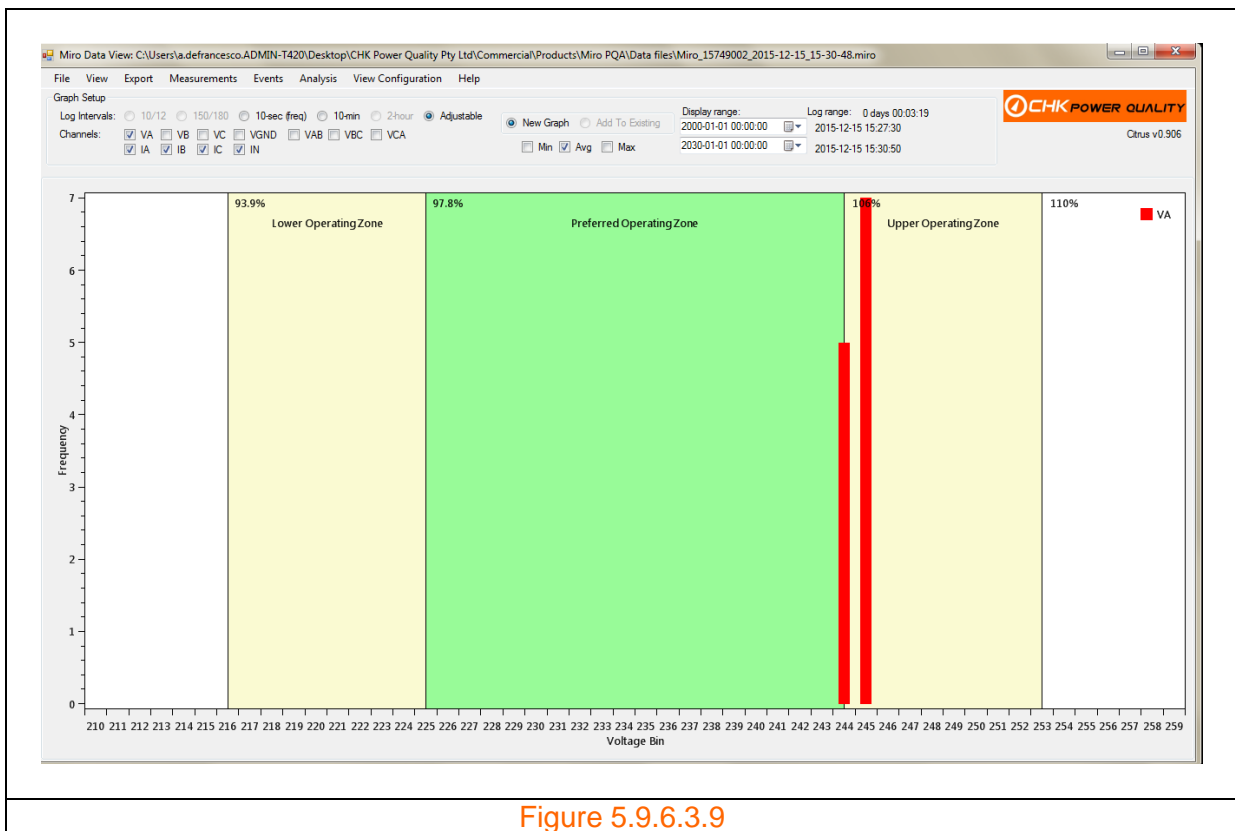 Miro Data View: C:\Users\a.defrancesco.ADMIN-T420\Desktop\CHK Power Quality Pty Ltd\Commercial\Products\Miro PQA\Data files\Miro_15749002_2015-12-15_15-30-48.miro
File View Export Measurements Events Analysis View Configuration Help
Graph Setup
Log Intervals: 10/12 150/180 10-sec (freq) 10-min 2-hour Adjustable
Channels: VA VB VC VGND VAB VBC VCA
IA IB IC IN
New Graph Add To Existing
Min Avg Max
Display range:
2000-01-01 00:00:00
2030-01-01 00:00:00
Log range: 0 days 00:03:19
2015-12-15 15:27:30
2015-12-15 15:30:50
CHK POWER QUALITY
Citrus v0.906
93.9%
Lower Operating Zone
97.8%
Preferred Operating Zone
106%
Upper Operating Zone
110%
VA
7
6
5
4
3
2
1
0
Frequency
210 211 212 213 214 215 216 217 218 219 220 221 222 223 224 225 226 227 228 229 230 231 232 233 234 235 236 237 238 239 240 241 242 243 244 245 246 247 248 249 250 251 252 253 254 255 256 257 258 259
Voltage Bin
Figure 5.9.6.3.9